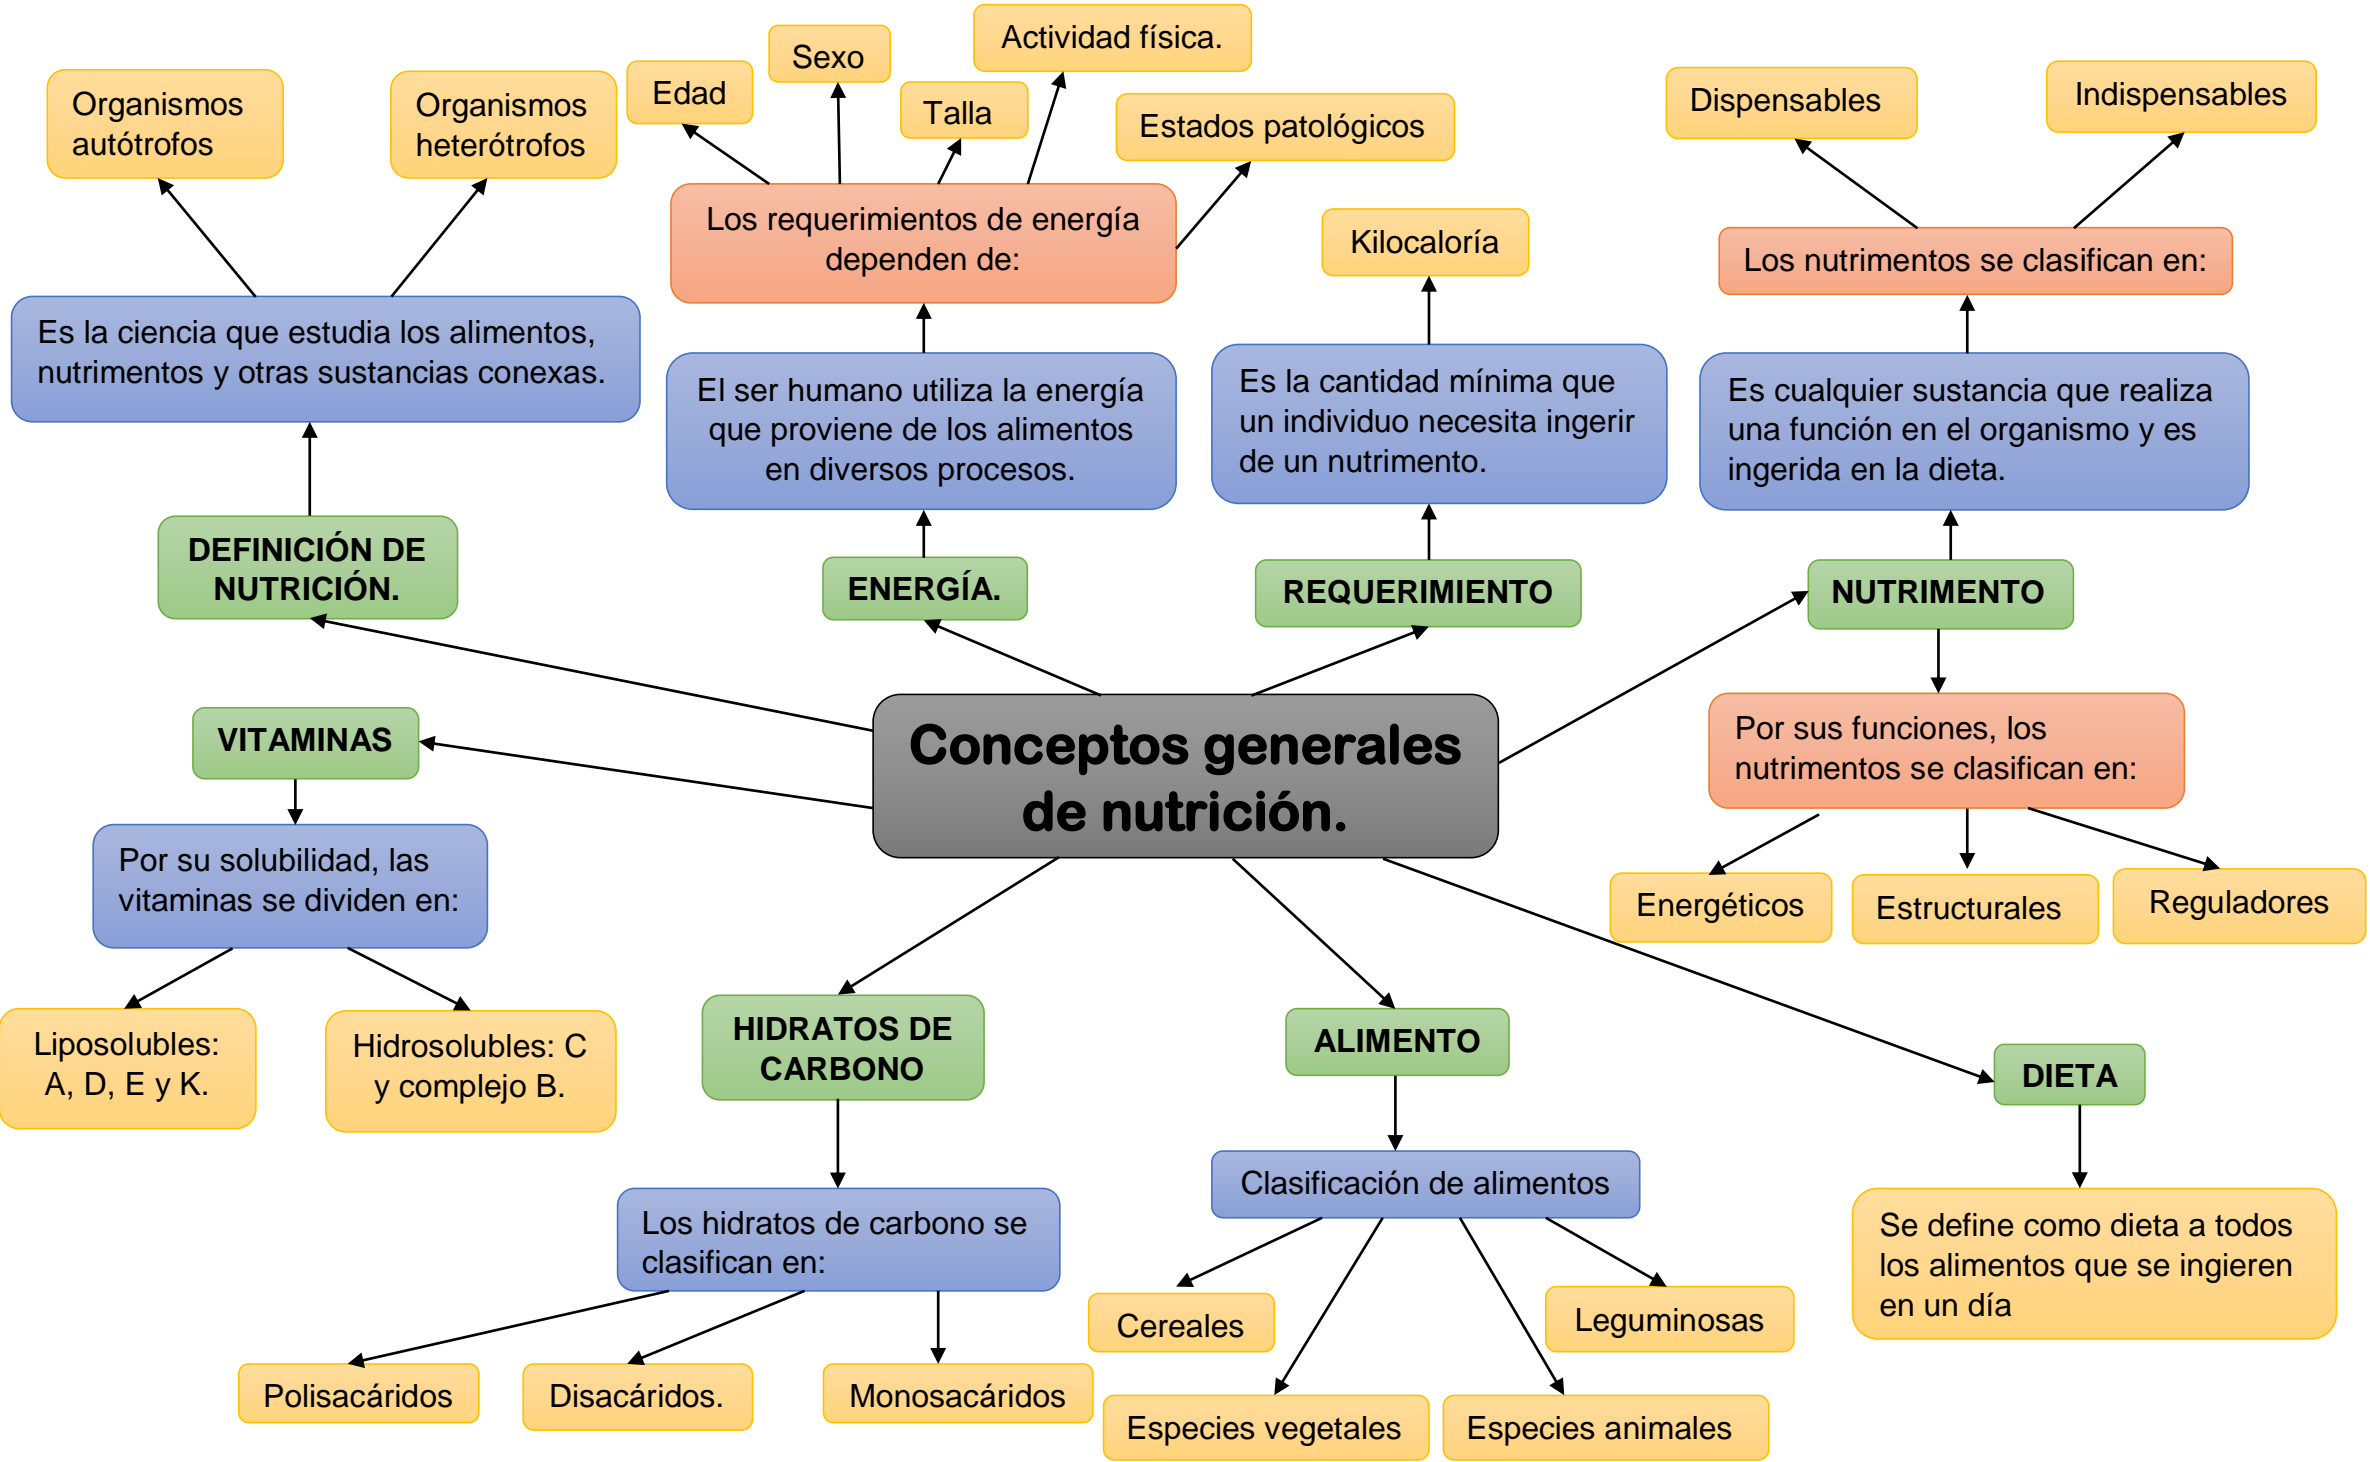 Organismos
autótrofos
Organismos
heterótrofos
Edad
Sexo
Talla
Actividad física.
Estados patológicos
Dispensables
Indispensables
Los requerimientos de energía
dependen de:
Kilocaloría
Los nutrimentos se clasifican en:
Es la ciencia que estudia los alimentos,
nutrimentos y otras sustancias conexas.
El ser humano utiliza la energía
que proviene de los alimentos
en diversos procesos.
Es la cantidad mínima que
un individuo necesita ingerir
de un nutrimento.
Es cualquier sustancia que realiza
una función en el organismo y es
ingerida en la dieta.
DEFINICIÓN DE
NUTRICIÓN.
ENERGÍA.
REQUERIMIENTO
NUTRIMENTO
Conceptos generales
de nutrición.
VITAMINAS
Por sus funciones, los
nutrimentos se clasifican en:
Por su solubilidad, las
vitaminas se dividen en:
Energéticos
Estructurales
Reguladores
Liposolubles:
A, D, E y K.
Hidrosolubles: C
y complejo B.
HIDRATOS DE
CARBONO
ALIMENTO
DIETA
Los hidratos de carbono se
clasifican en:
Clasificación de alimentos
Se define como dieta a todos
los alimentos que se ingieren
en un día
Polisacáridos
Disacáridos.
Monosacáridos
Cereales
Especies vegetales
Especies animales
Leguminosas